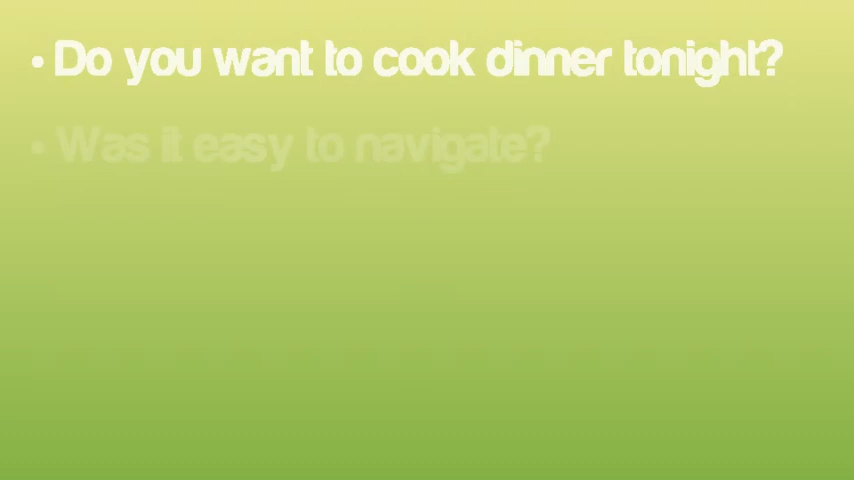 • Do you want to cook dinner tonight?
• Was it easy to navigate?